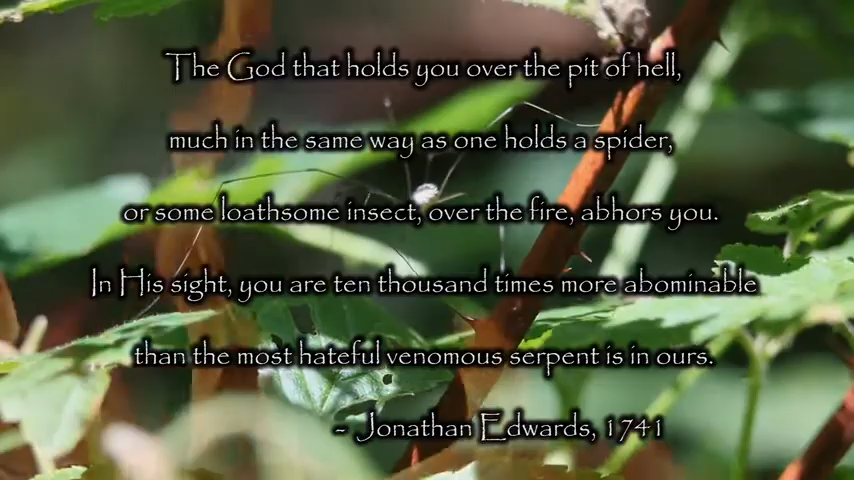 The God that holds you over the pit of hell,
much in the same way as one holds a spider,
or some loathsome insect, over the fire, abhors you.
In His sight, you are ten thousand times more abominable
than the most hateful venomous serpent is in ours.
- Jonathan Edwards, 1741